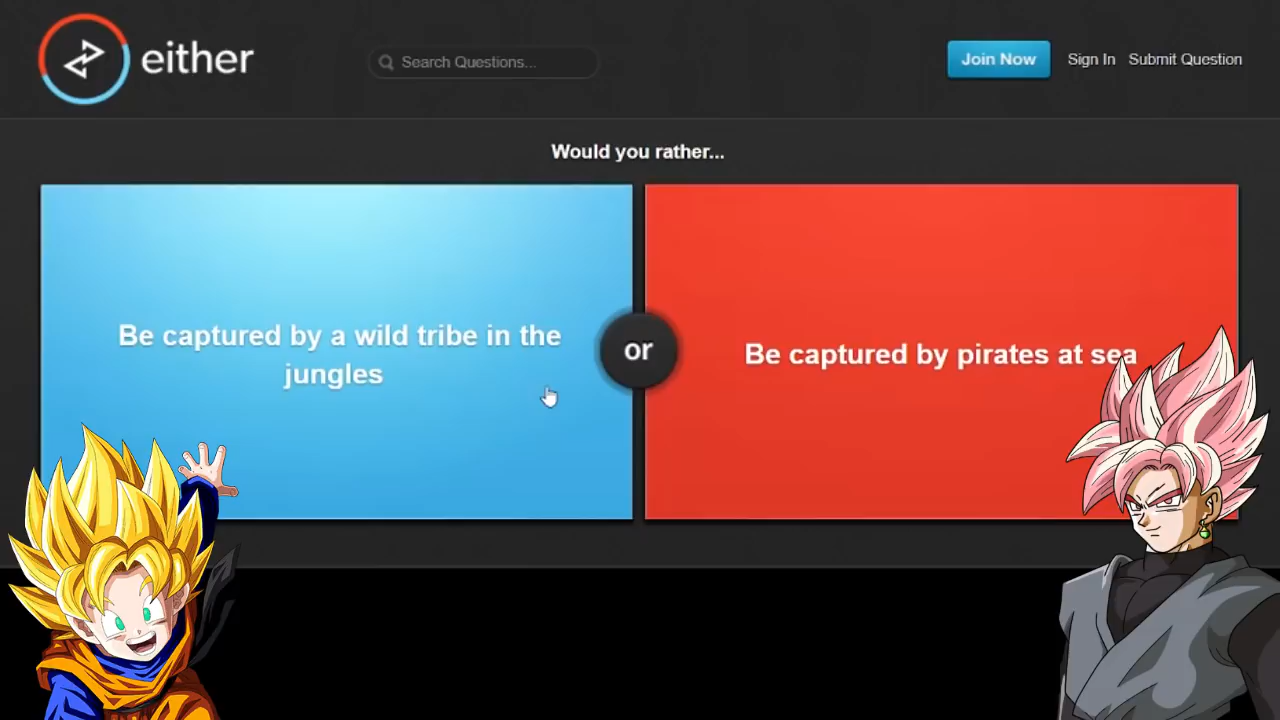 either
Search Questions...
Join Now
Sign In
Submit Question
Would you rather...
Be captured by a wild tribe in the
jungles
or
Be captured by pirates at sea